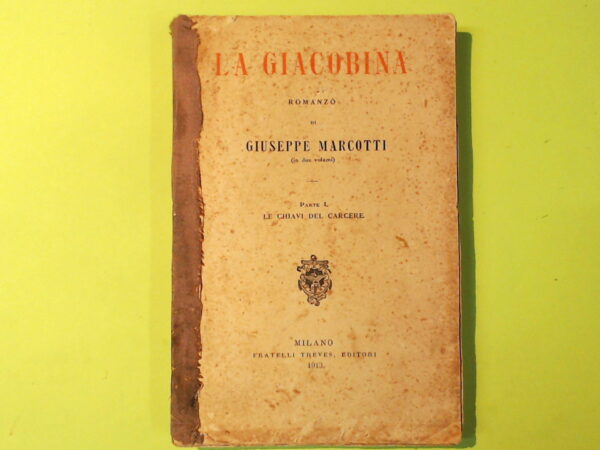 LA GIACOBINA
ROMANZO
DI
GIUSEPPE MARCOTTI
(in due volumi)
PARTE I.
LE CHIAVI DEL CARCERE
MILANO
FRATELLI TREVES, EDITORI
1913.